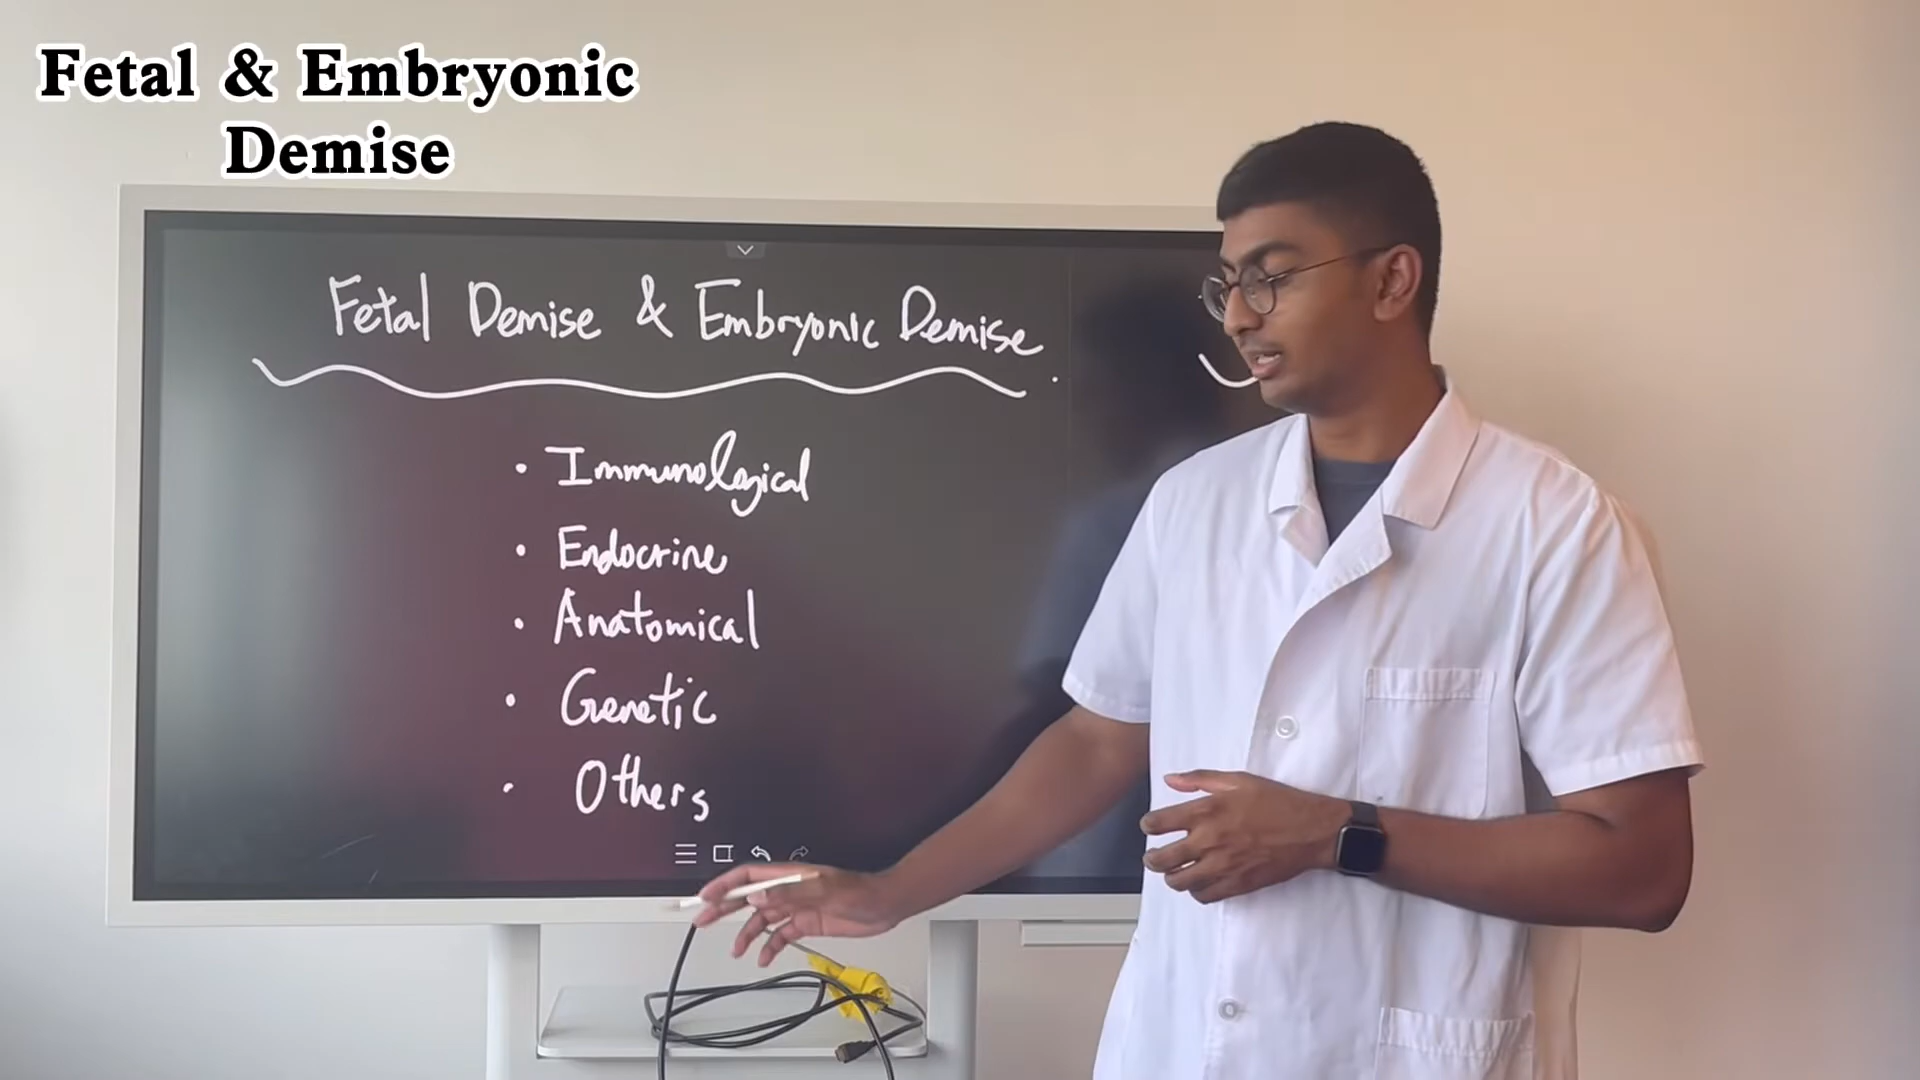 Fetal & Embryonic
Demise
Fetal Demise & Embryonic Demise.
• Immunological
• Endocrine
• Anatomical
• Genetic
• Others